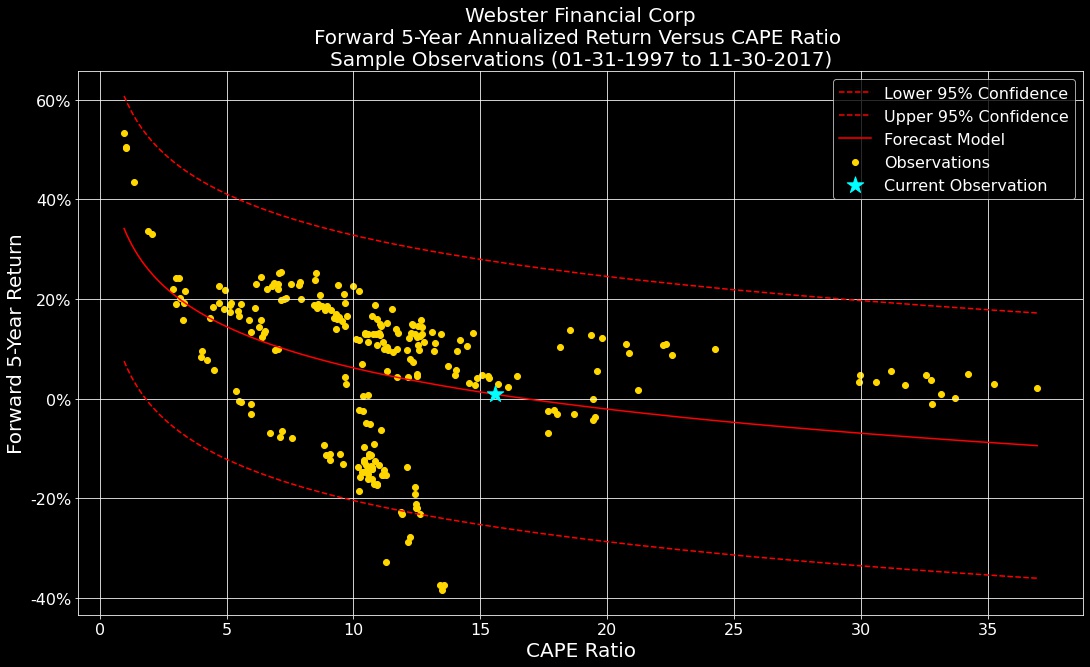 Webster Financial Corp
Forward 5-Year Annualized Return Versus CAPE Ratio
Sample Observations (01-31-1997 to 11-30-2017)
Lower 95% Confidence
Upper 95% Confidence
Forecast Model
Observations
Current Observation
Forward 5-Year Return
60%
40%
20%
0%
-20%
-40%
0 5 10 15 20 25 30 35
CAPE Ratio